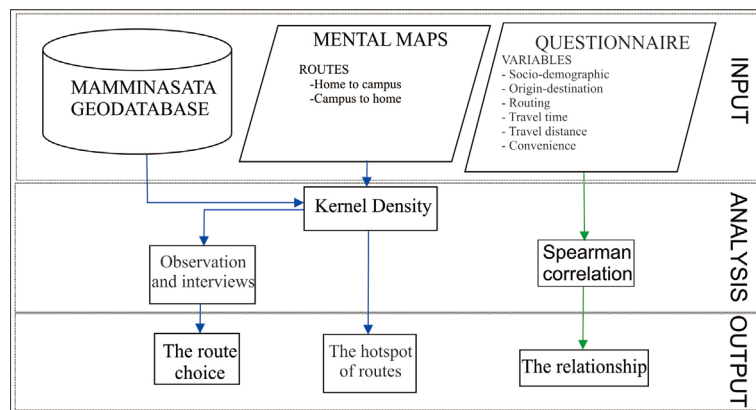 MAMMINASATA
GEODATABASE
MENTAL MAPS
ROUTES
-Home to campus
-Campus to home
QUESTIONNAIRE
VARIABLES
- Socio-demographic
- Origin-destination
- Routing
- Travel time
- Travel distance
- Convenience
INPUT
Kernel Density
Observation
and interviews
Spearman
correlation
ANALYSIS
The route
choice
The hotspot
of routes
The relationship
OUTPUT